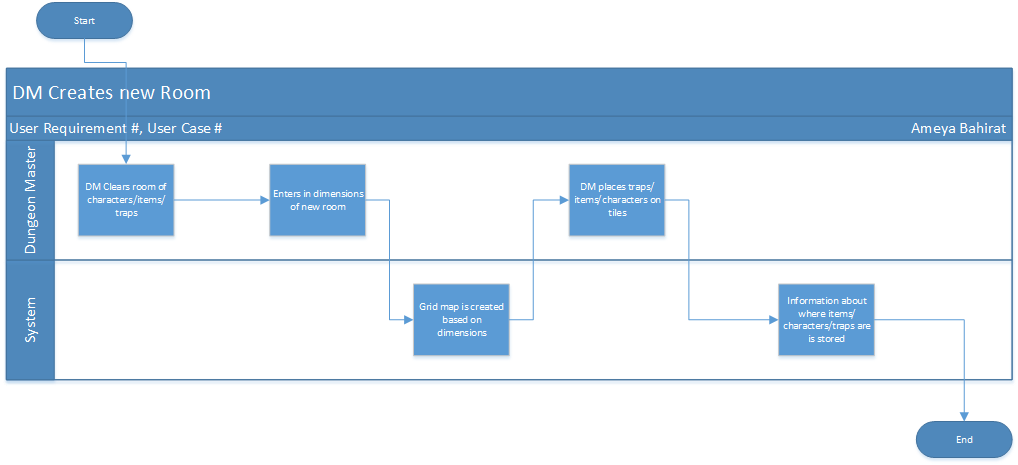 Start
DM Creates new Room
User Requirement #, User Case #
Ameya Bahirat
Dungeon Master
DM Clears room of
characters/items/
traps
Enters in dimensions
of new room
DM places traps/
items/characters on
tiles
System
Grid map is created
based on
dimensions
Information about
where items/
characters/traps are
is stored
End